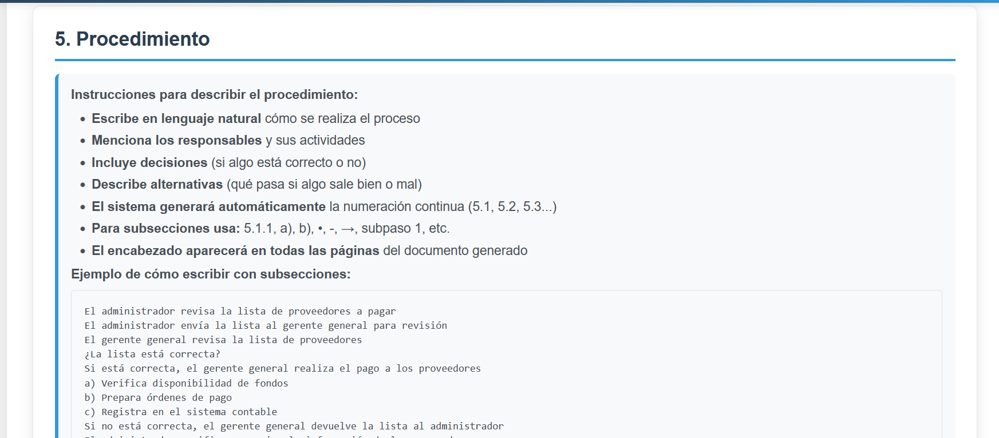 5. Procedimiento
Instrucciones para describir el procedimiento:
• Escribe en lenguaje natural cómo se realiza el proceso
• Menciona los responsables y sus actividades
• Incluye decisiones (si algo está correcto o no)
• Describe alternativas (qué pasa si algo sale bien o mal)
• El sistema generará automáticamente la numeración continua (5.1, 5.2, 5.3...)
• Para subsecciones usa: 5.1.1, a), b), •, -, →, subpaso 1, etc.
• El encabezado aparecerá en todas las páginas del documento generado
Ejemplo de cómo escribir con subsecciones:
El administrador revisa la lista de proveedores a pagar
El administrador envía la lista al gerente general para revisión
El gerente general revisa la lista de proveedores
¿La lista está correcta?
Si está correcta, el gerente general realiza el pago a los proveedores
a) Verifica disponibilidad de fondos
b) Prepara órdenes de pago
c) Registra en el sistema contable
Si no está correcta, el gerente general devuelve la lista al administrador